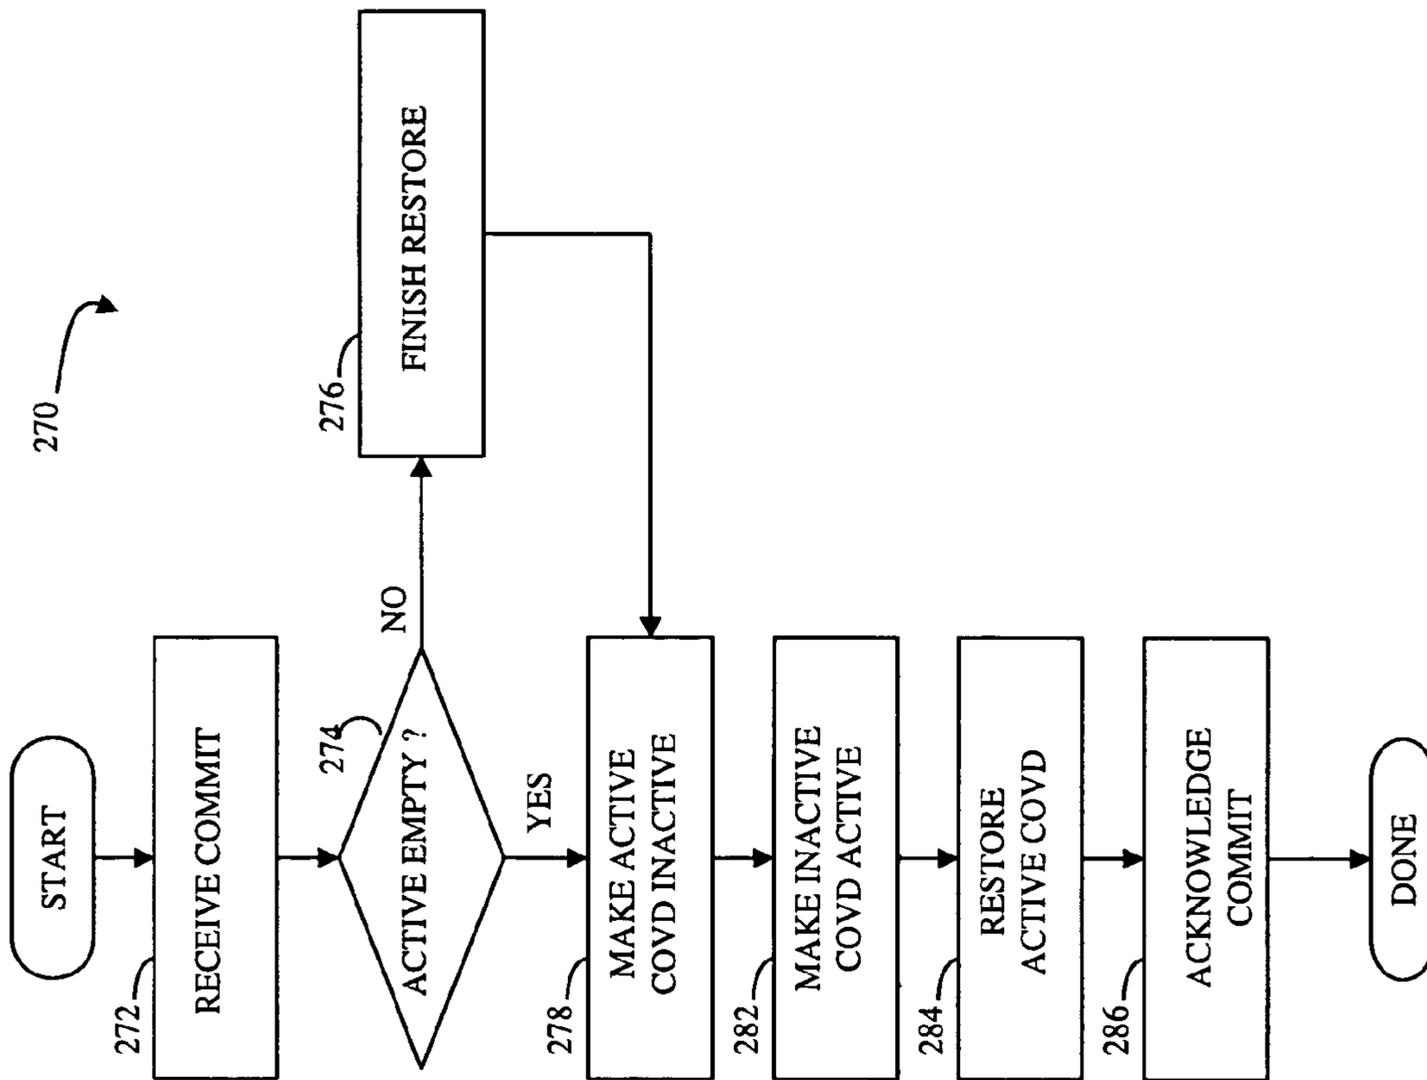 270
START
272
RECEIVE COMMIT
274
ACTIVE EMPTY ?
NO
276
FINISH RESTORE
YES
278
MAKE ACTIVE
COVD INACTIVE
282
MAKE INACTIVE
COVD ACTIVE
284
RESTORE
ACTIVE COVD
286
ACKNOWLEDGE
COMMIT
DONE